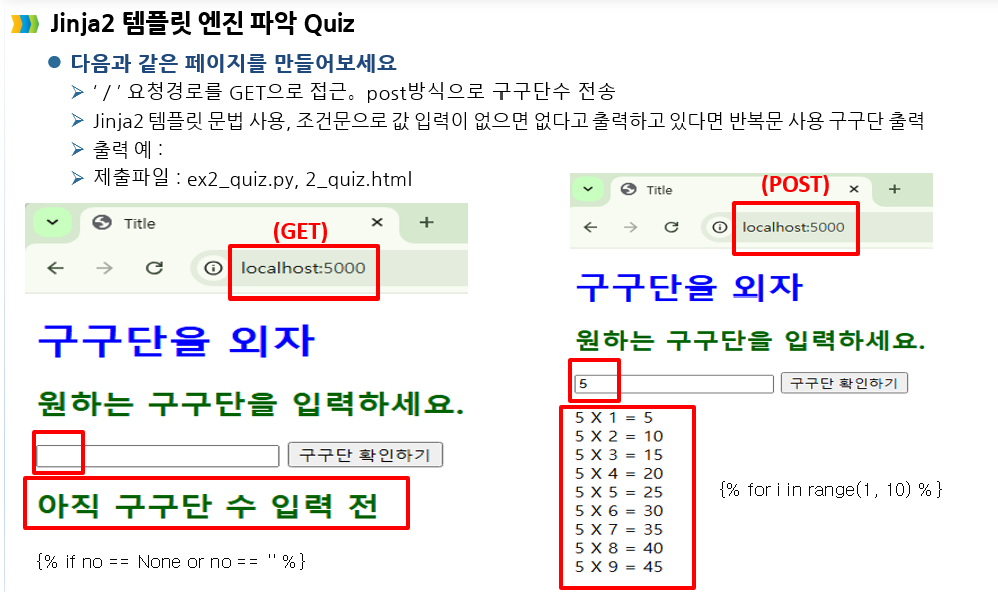 Jinja2 템플릿 엔진 파악 Quiz
다음과 같은 페이지를 만들어보세요
‘ / ’ 요청경로를 GET으로 접근. post방식으로 구구단수 전송
Jinja2 템플릿 문법 사용, 조건문으로 값 입력이 없으면 없다고 출력하고 있다면 반복문 사용 구구단 출력
출력 예 :
제출파일 : ex2_quiz.py, 2_quiz.html
Title
(GET)
localhost:5000
구구단을 외자
원하는 구구단을 입력하세요.
구구단 확인하기
아직 구구단 수 입력 전
{% if no == None or no == '' %}
Title
(POST)
localhost:5000
구구단을 외자
원하는 구구단을 입력하세요.
5
구구단 확인하기
5 X 1 = 5
5 X 2 = 10
5 X 3 = 15
5 X 4 = 20
5 X 5 = 25
5 X 6 = 30
5 X 7 = 35
5 X 8 = 40
5 X 9 = 45
{% for i in range(1, 10) %}